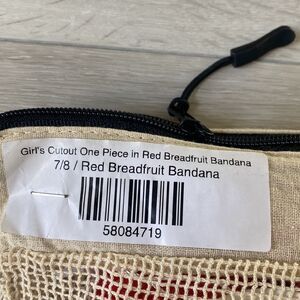 Girl's Cutout One Piece in Red Breadfruit Bandana
7/8 / Red Breadfruit Bandana
58084719